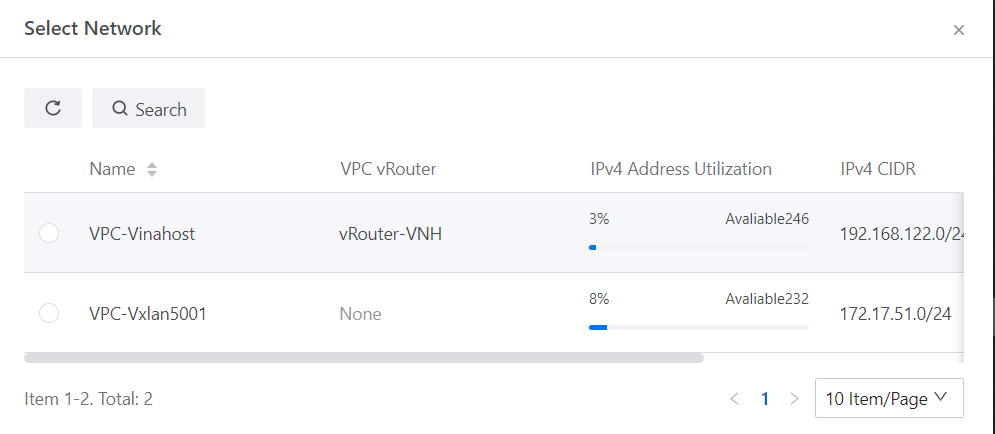 Select Network
Search
Name VPC vRouter IPv4 Address Utilization IPv4 CIDR
VPC-Vinahost vRouter-VNH 3% Avaliable246 192.168.122.0/24
VPC-Vxlan5001 None 8% Avaliable232 172.17.51.0/24
Item 1-2. Total: 2 1 10 Item/Page